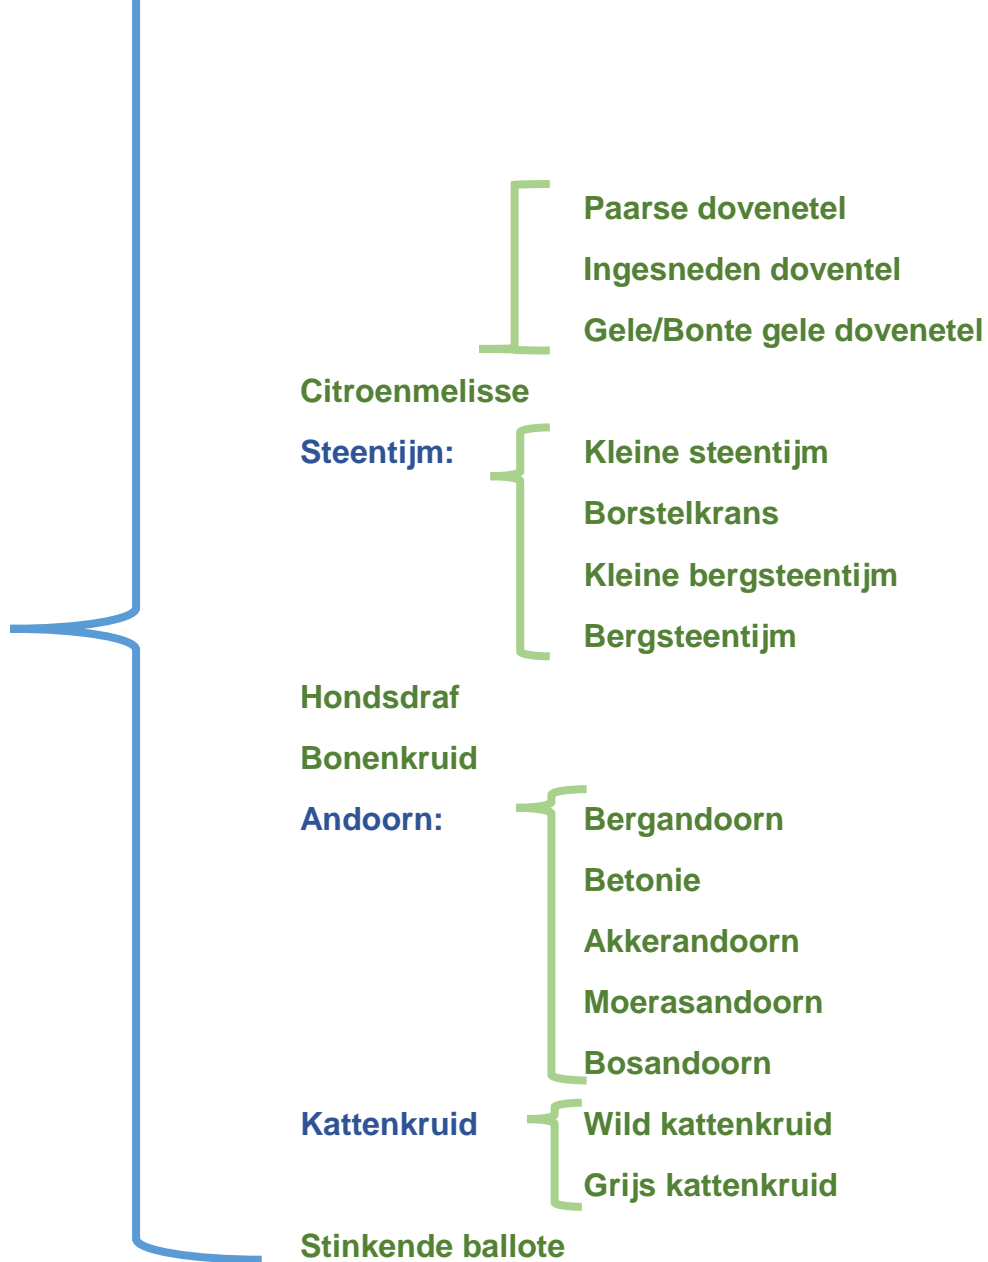 Paarse dovenetel
Ingesneden doventel
Gele/Bonte gele dovenetel
Citroenmelisse
Steentijm: Kleine steentijm
Borstelkrans
Kleine bergsteentijm
Bergsteentijm
Hondsdraf
Bonenkruid
Andoorn: Bergandoorn
Betonie
Akkerandoorn
Moerasandoorn
Bosandoorn
Kattenkruid Wild kattenkruid
Grijs kattenkruid
Stinkende ballote